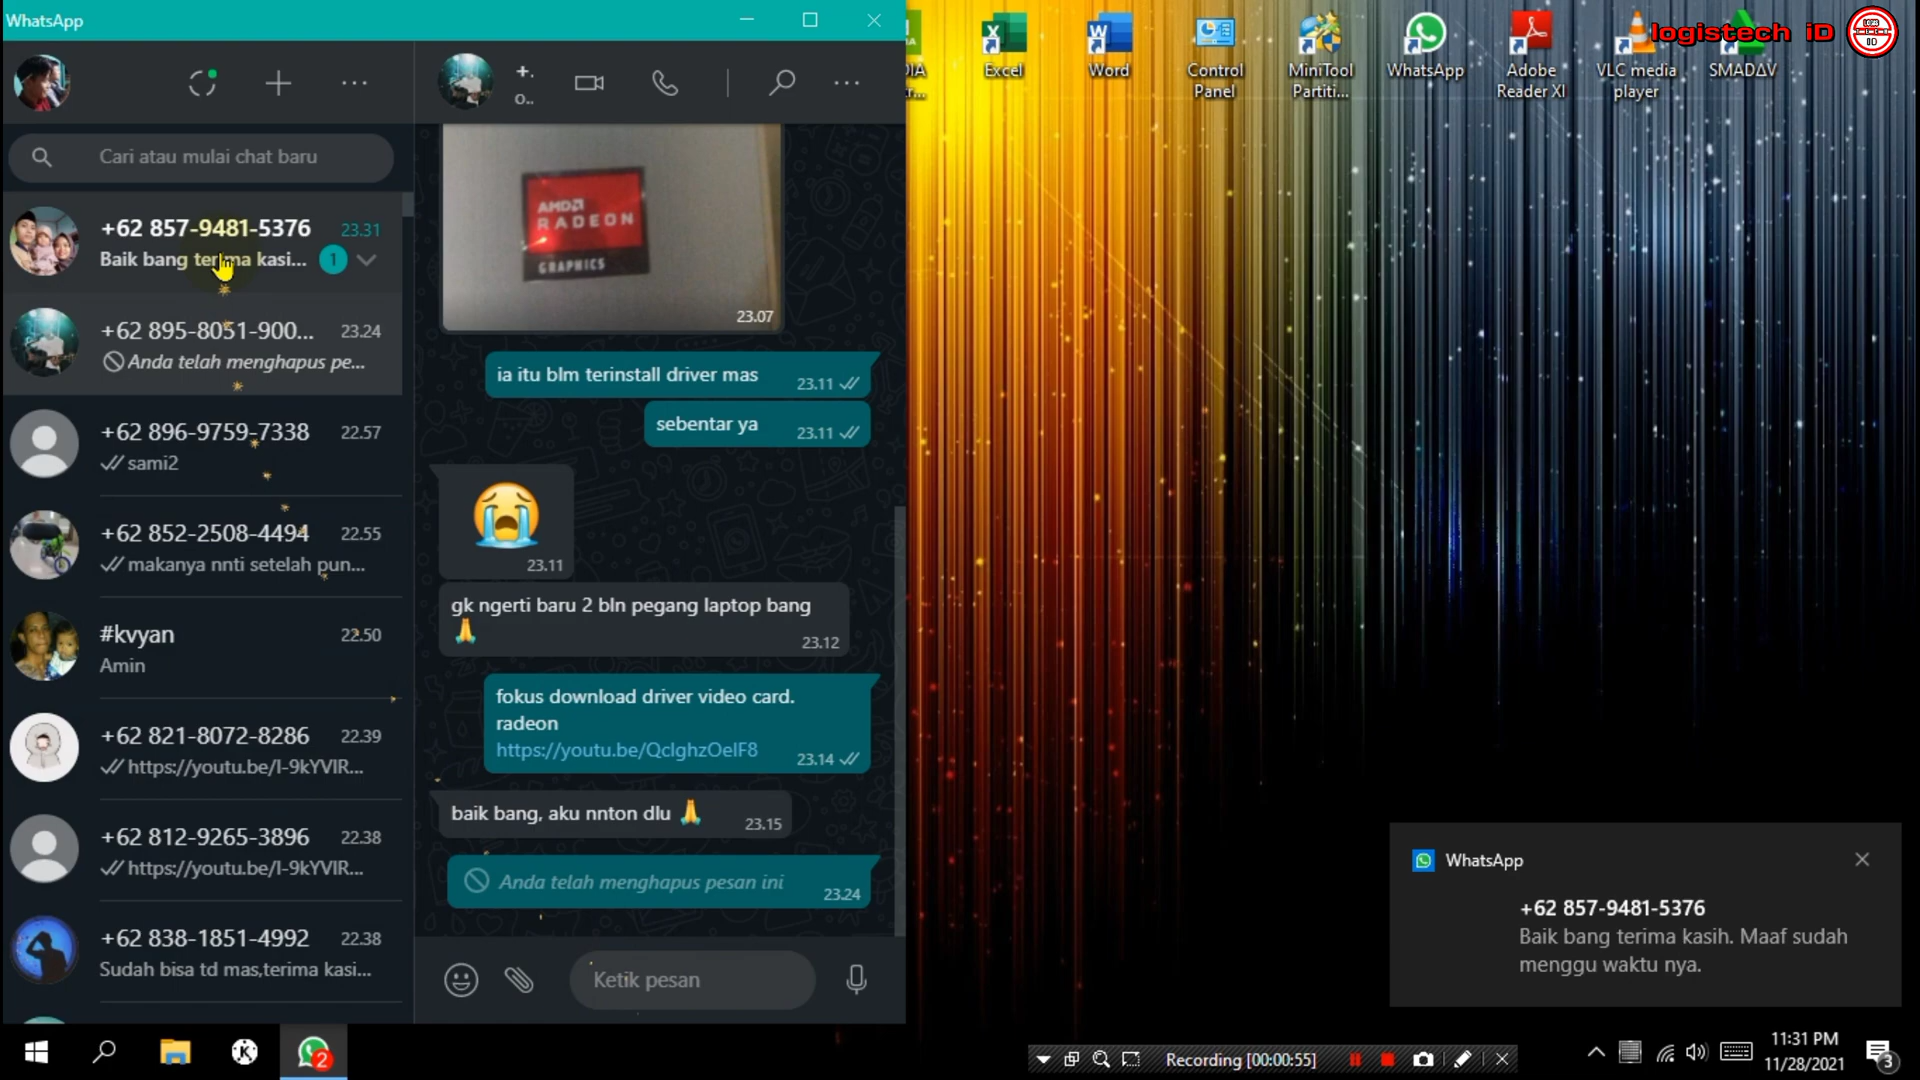 WhatsApp
Cari atau mulai chat baru
+62 857-9481-5376
23.31
Baik bang terima kasi...
1
+62 895-8051-900...
23.24
Anda telah menghapus pe...
+62 896-9759-7338
22.57
sami2
+62 852-2508-4494
22.55
makanya nnti setelah pun...
#kvyan
22.50
Amin
+62 821-8072-8286
22.39
https://youtu.be/I-9kYVIR...
+62 812-9265-3896
22.38
https://youtu.be/I-9kYVIR...
+62 838-1851-4992
22.38
Sudah bisa td mas,terima kasi...
+.
o..
AMD
RADEON
GRAPHICS
23.07
ia itu blm terinstall driver mas
23.11
sebentar ya
23.11
23.11
gk ngerti baru 2 bln pegang laptop bang
23.12
fokus download driver video card.
radeon
https://youtu.be/QclghzOelF8
23.14
baik bang, aku nnton dlu
23.15
Anda telah menghapus pesan ini
23.24
Ketik pesan
Excel
Word
Control
Panel
MiniTool
Partiti...
WhatsApp
Adobe
Reader XI
VLC media
player
SMADAV
logistech iD
WhatsApp
+62 857-9481-5376
Baik bang terima kasih. Maaf sudah
menggu waktu nya.
2
Recording [00:00:55]
11:31 PM
11/28/2021
3